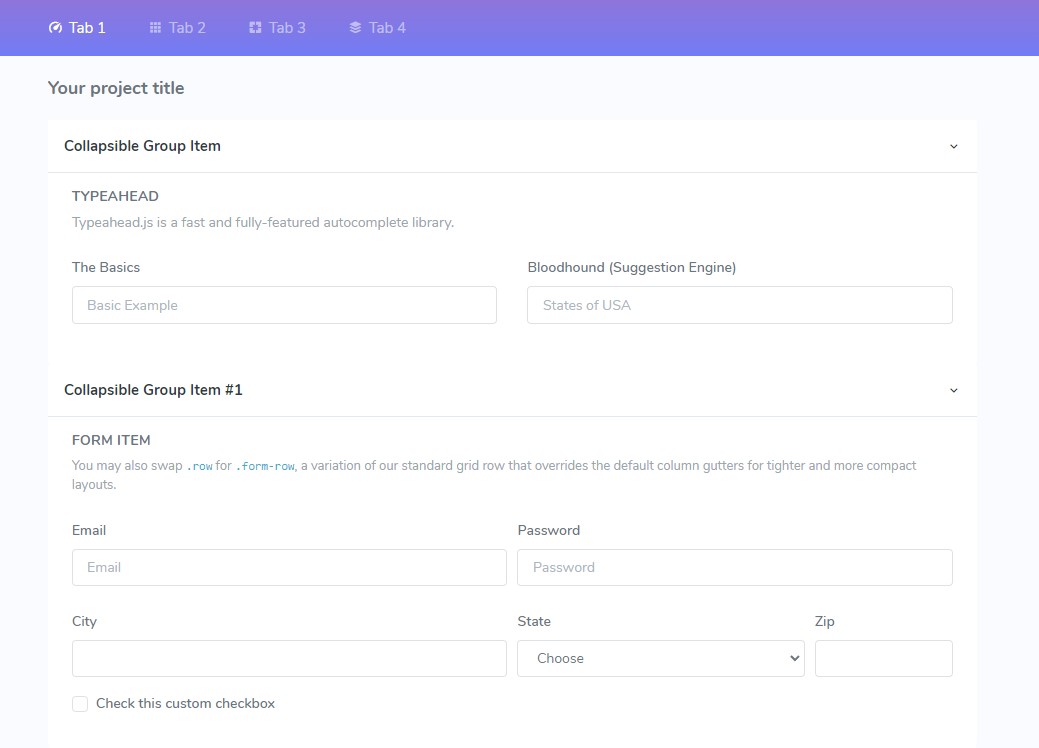 Tab 1 Tab 2 Tab 3 Tab 4
Your project title
Collapsible Group Item
TYPEAHEAD
Typeahead.js is a fast and fully-featured autocomplete library.
The Basics Bloodhound (Suggestion Engine)
Basic Example States of USA
Collapsible Group Item #1
FORM ITEM
You may also swap .row for .form-row, a variation of our standard grid row that overrides the default column gutters for tighter and more compact
layouts.
Email Password
Email Password
City State Zip
Choose
Check this custom checkbox